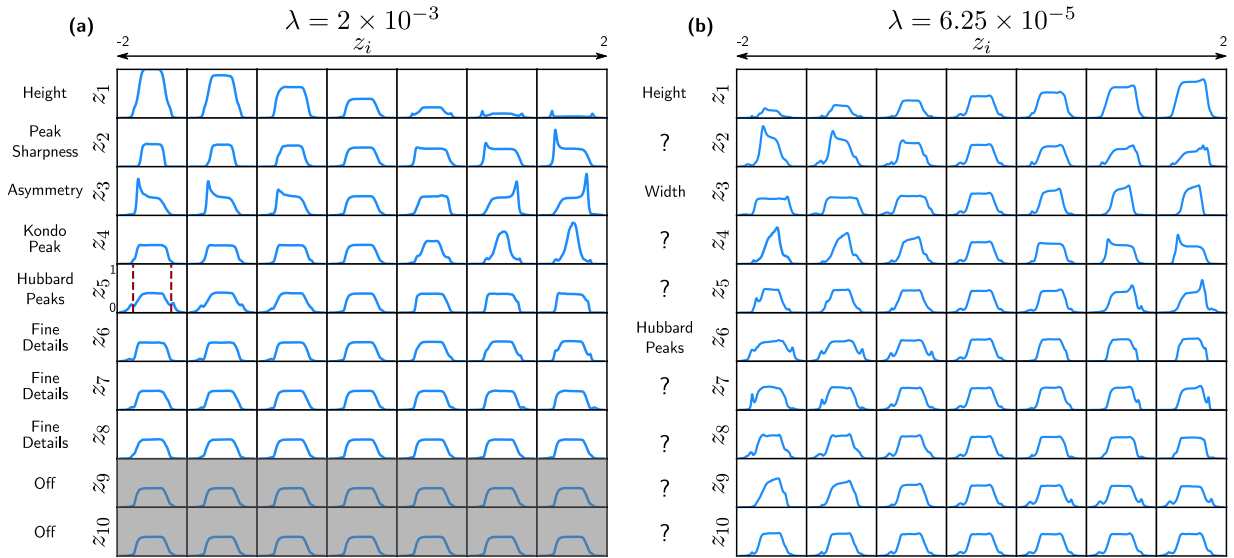 (a)
λ = 2 × 10⁻³
-2
2
zᵢ
Height
z₁
Peak
Sharpness
z₂
Asymmetry
z₃
Kondo
Peak
z₄
Hubbard
Peaks
z₅
1
0
Fine
Details
z₆
Fine
Details
z₇
Fine
Details
z₈
Off
z₉
Off
z₁₀
(b)
λ = 6.25 × 10⁻⁵
-2
2
zᵢ
Height
z₁
?
z₂
Width
z₃
?
z₄
?
z₅
Hubbard
Peaks
z₆
?
z₇
?
z₈
?
z₉
?
z₁₀